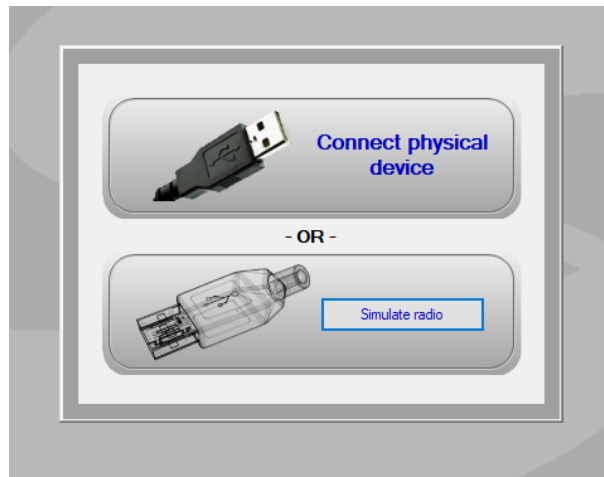 Connect physical
device
- OR -
Simulate radio